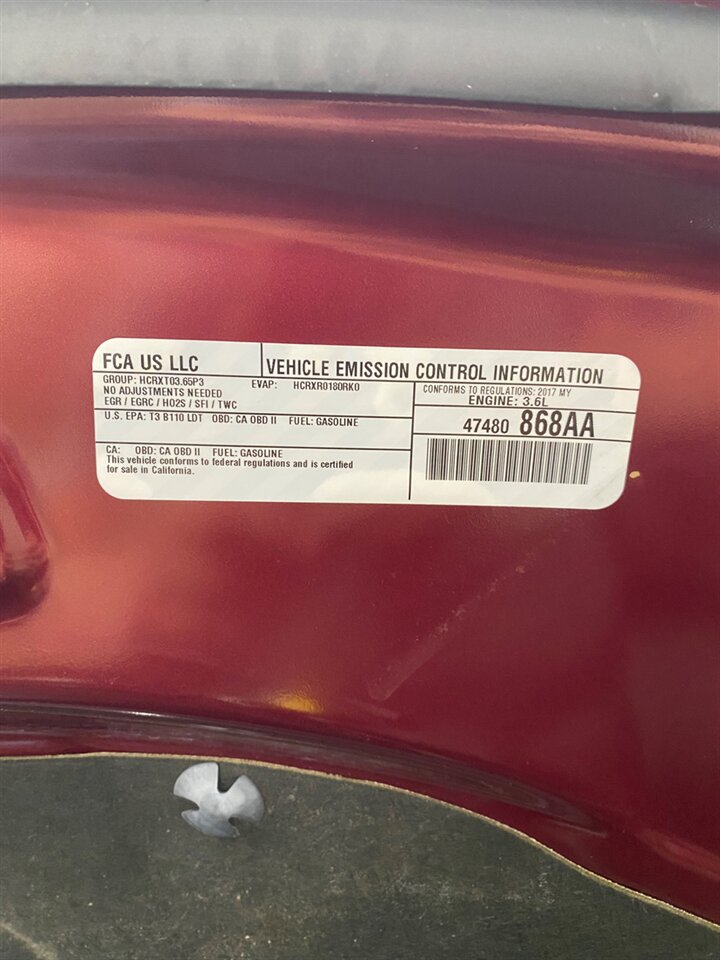 FCA US LLC
VEHICLE EMISSION CONTROL INFORMATION
GROUP: HCRXT03.65P3 EVAP: HCRXR0180RK0
NO ADJUSTMENTS NEEDED
EGR / EGRC / HO2S / SFI / TWC
CONFORMS TO REGULATIONS: 2017 MY
ENGINE: 3.6L
U.S. EPA: T3 B110 LDT OBD: CA OBD II FUEL: GASOLINE
47480 868AA
CA: OBD: CA OBD II FUEL: GASOLINE
This vehicle conforms to federal regulations and is certified
for sale in California.